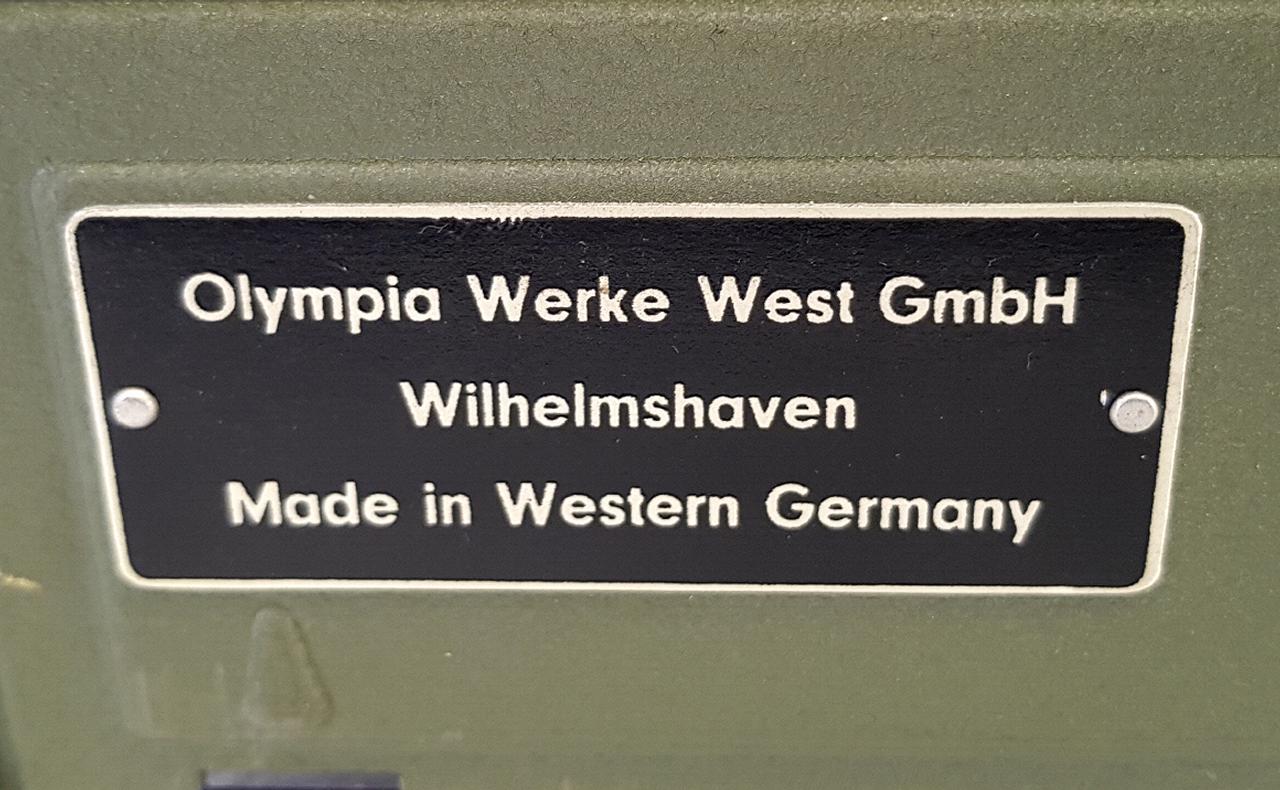 Olympia Werke West GmbH
Wilhelmshaven
Made in Western Germany